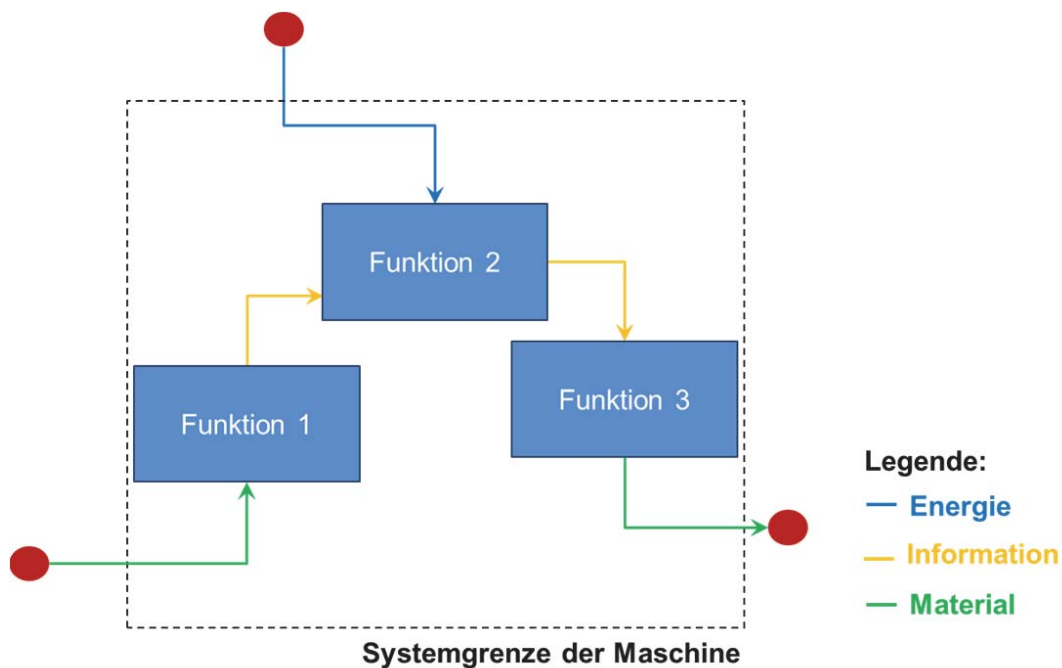 Funktion 2
Funktion 1
Funktion 3
Legende:
Energie
Information
Material
Systemgrenze der Maschine